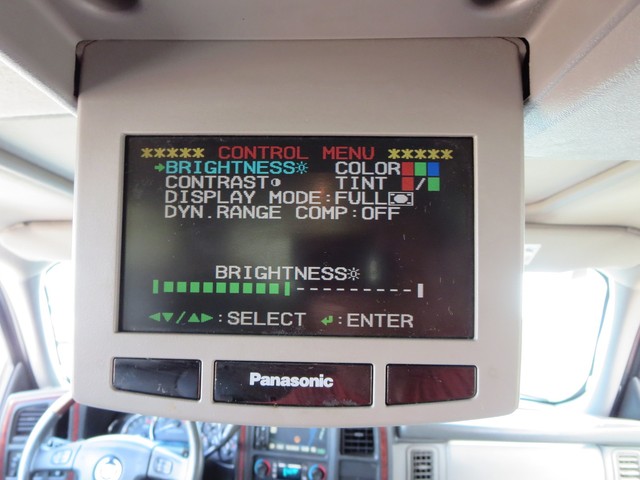 ***** CONTROL MENU *****
BRIGHTNESS COLOR
CONTRAST TINT /
DISPLAY MODE:FULL
DYN.RANGE COMP:OFF
BRIGHTNESS
/ :SELECT :ENTER
Panasonic